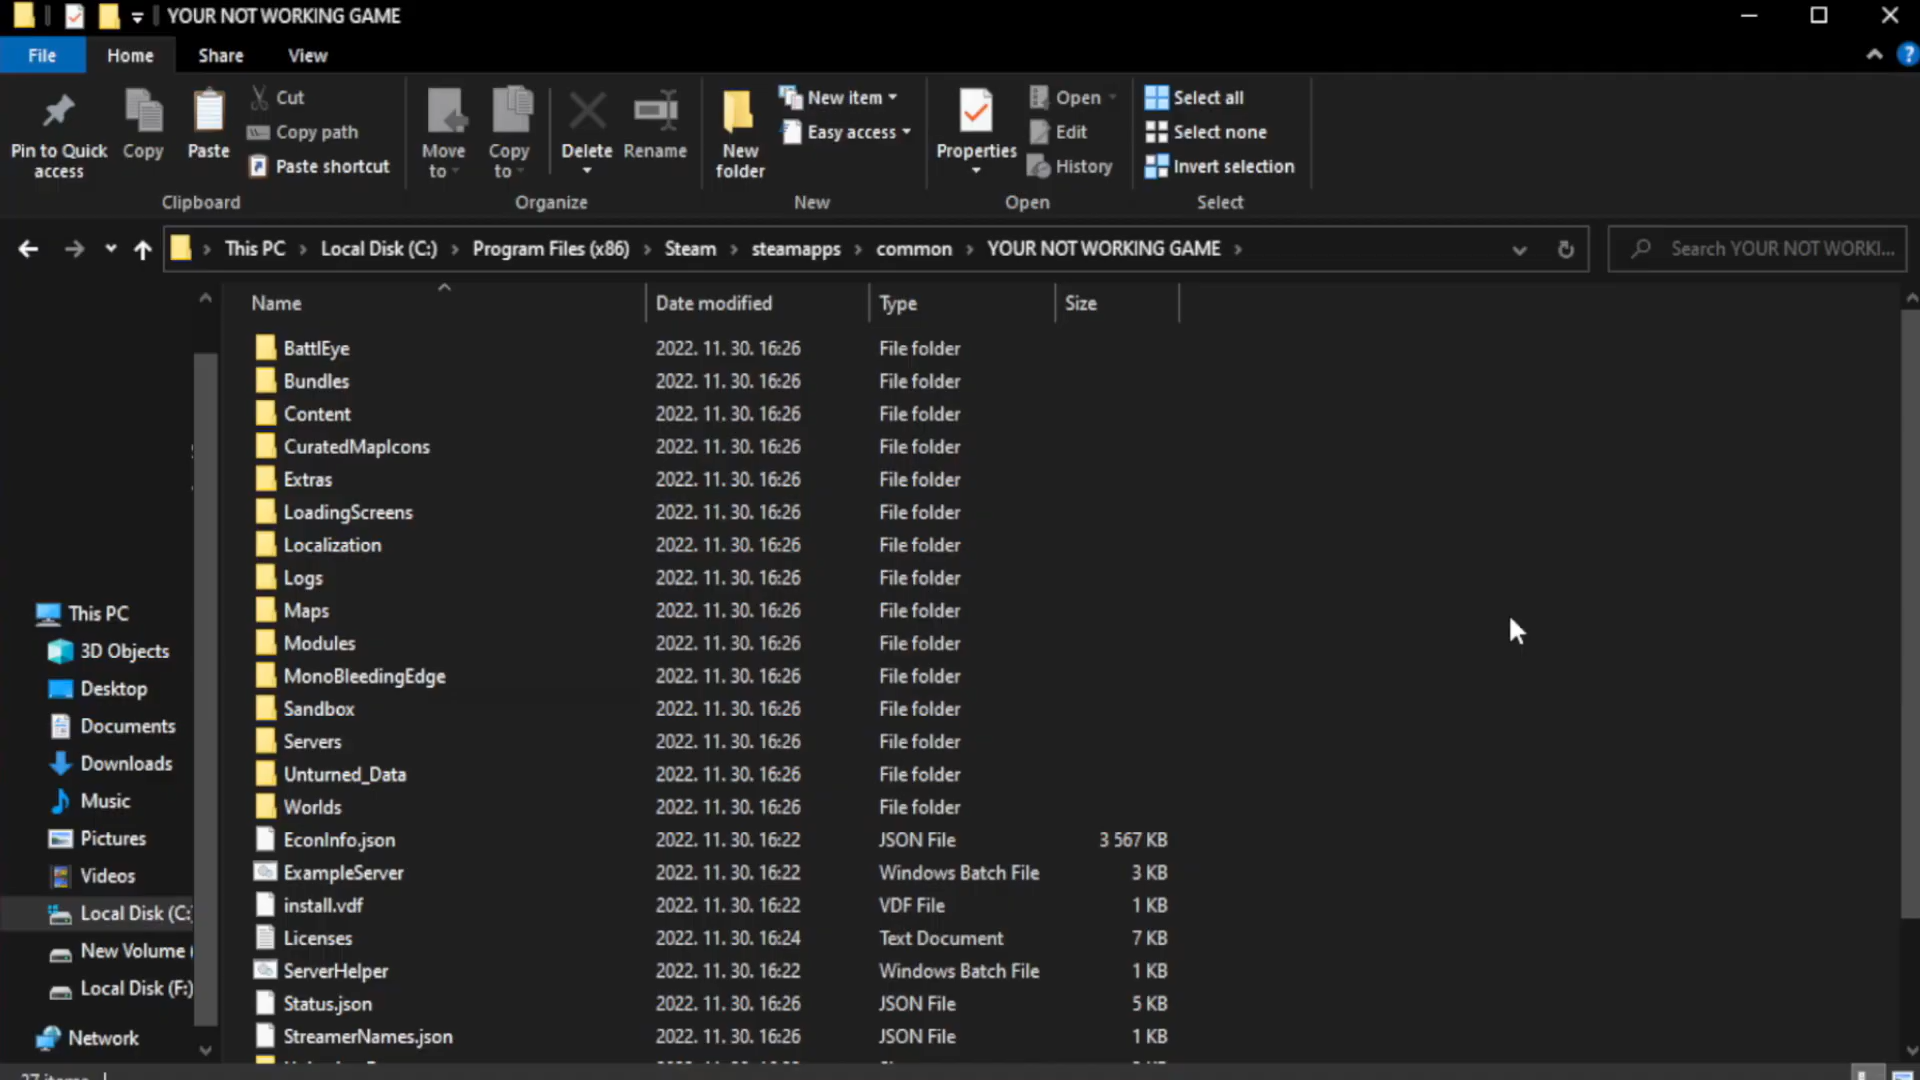 YOUR NOT WORKING GAME
File Home Share View
Pin to Quick access
Copy
Paste
Cut
Copy path
Paste shortcut
Clipboard
Move to
Copy to
Delete
Rename
Organize
New folder
New item
Easy access
New
Properties
Open
Edit
History
Open
Select all
Select none
Invert selection
Select
This PC > Local Disk (C:) > Program Files (x86) > Steam > steamapps > common > YOUR NOT WORKING GAME >
Search YOUR NOT WORKI...
This PC
3D Objects
Desktop
Documents
Downloads
Music
Pictures
Videos
Local Disk (C:
New Volume (
Local Disk (F:)
Network
Name Date modified Type Size
BattlEye 2022. 11. 30. 16:26 File folder
Bundles 2022. 11. 30. 16:26 File folder
Content 2022. 11. 30. 16:26 File folder
CuratedMapIcons 2022. 11. 30. 16:26 File folder
Extras 2022. 11. 30. 16:26 File folder
LoadingScreens 2022. 11. 30. 16:26 File folder
Localization 2022. 11. 30. 16:26 File folder
Logs 2022. 11. 30. 16:26 File folder
Maps 2022. 11. 30. 16:26 File folder
Modules 2022. 11. 30. 16:26 File folder
MonoBleedingEdge 2022. 11. 30. 16:26 File folder
Sandbox 2022. 11. 30. 16:26 File folder
Servers 2022. 11. 30. 16:26 File folder
Unturned_Data 2022. 11. 30. 16:26 File folder
Worlds 2022. 11. 30. 16:26 File folder
EconInfo.json 2022. 11. 30. 16:22 JSON File 3 567 KB
ExampleServer 2022. 11. 30. 16:22 Windows Batch File 3 KB
install.vdf 2022. 11. 30. 16:22 VDF File 1 KB
Licenses 2022. 11. 30. 16:24 Text Document 7 KB
ServerHelper 2022. 11. 30. 16:22 Windows Batch File 1 KB
Status.json 2022. 11. 30. 16:26 JSON File 5 KB
StreamerNames.json 2022. 11. 30. 16:26 JSON File 1 KB